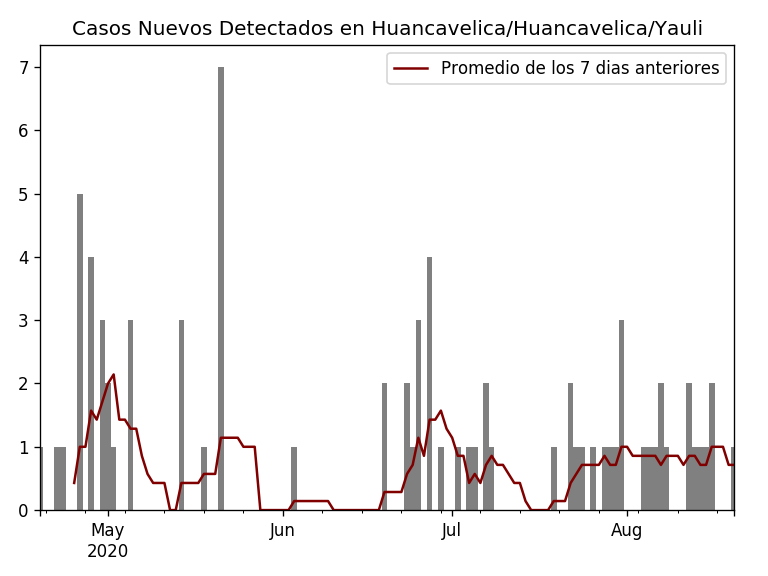 Casos Nuevos Detectados en Huancavelica/Huancavelica/Yauli
Promedio de los 7 dias anteriores
7
6
5
4
3
2
1
0
May
2020
Jun
Jul
Aug